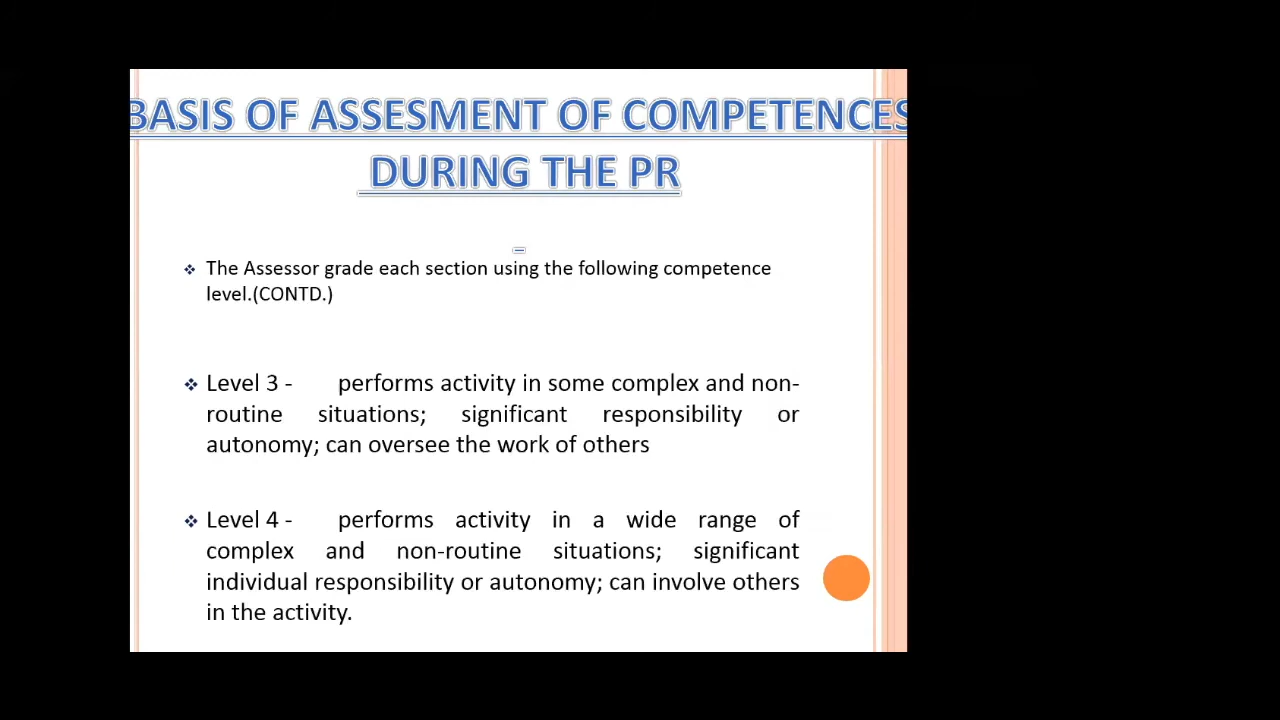 BASIS OF ASSESMENT OF COMPETENCES
DURING THE PR
❖ The Assessor grade each section using the following competence
level.(CONTD.)
❖ Level 3 - performs activity in some complex and non-
routine situations; significant responsibility or
autonomy; can oversee the work of others
❖ Level 4 - performs activity in a wide range of
complex and non-routine situations; significant
individual responsibility or autonomy; can involve others
in the activity.